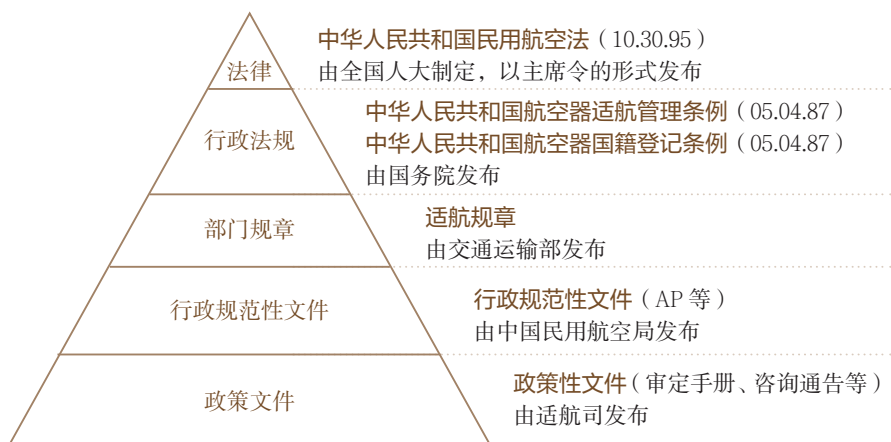 中华人民共和国民用航空法（10.30.95）
法律
由全国人大制定，以主席令的形式发布
中华人民共和国航空器适航管理条例（05.04.87）
行政法规
中华人民共和国航空器国籍登记条例（05.04.87）
由国务院发布
适航规章
部门规章
由交通运输部发布
行政规范性文件（AP 等）
行政规范性文件
由中国民用航空局发布
政策性文件（审定手册、咨询通告等）
政策文件
由适航司发布